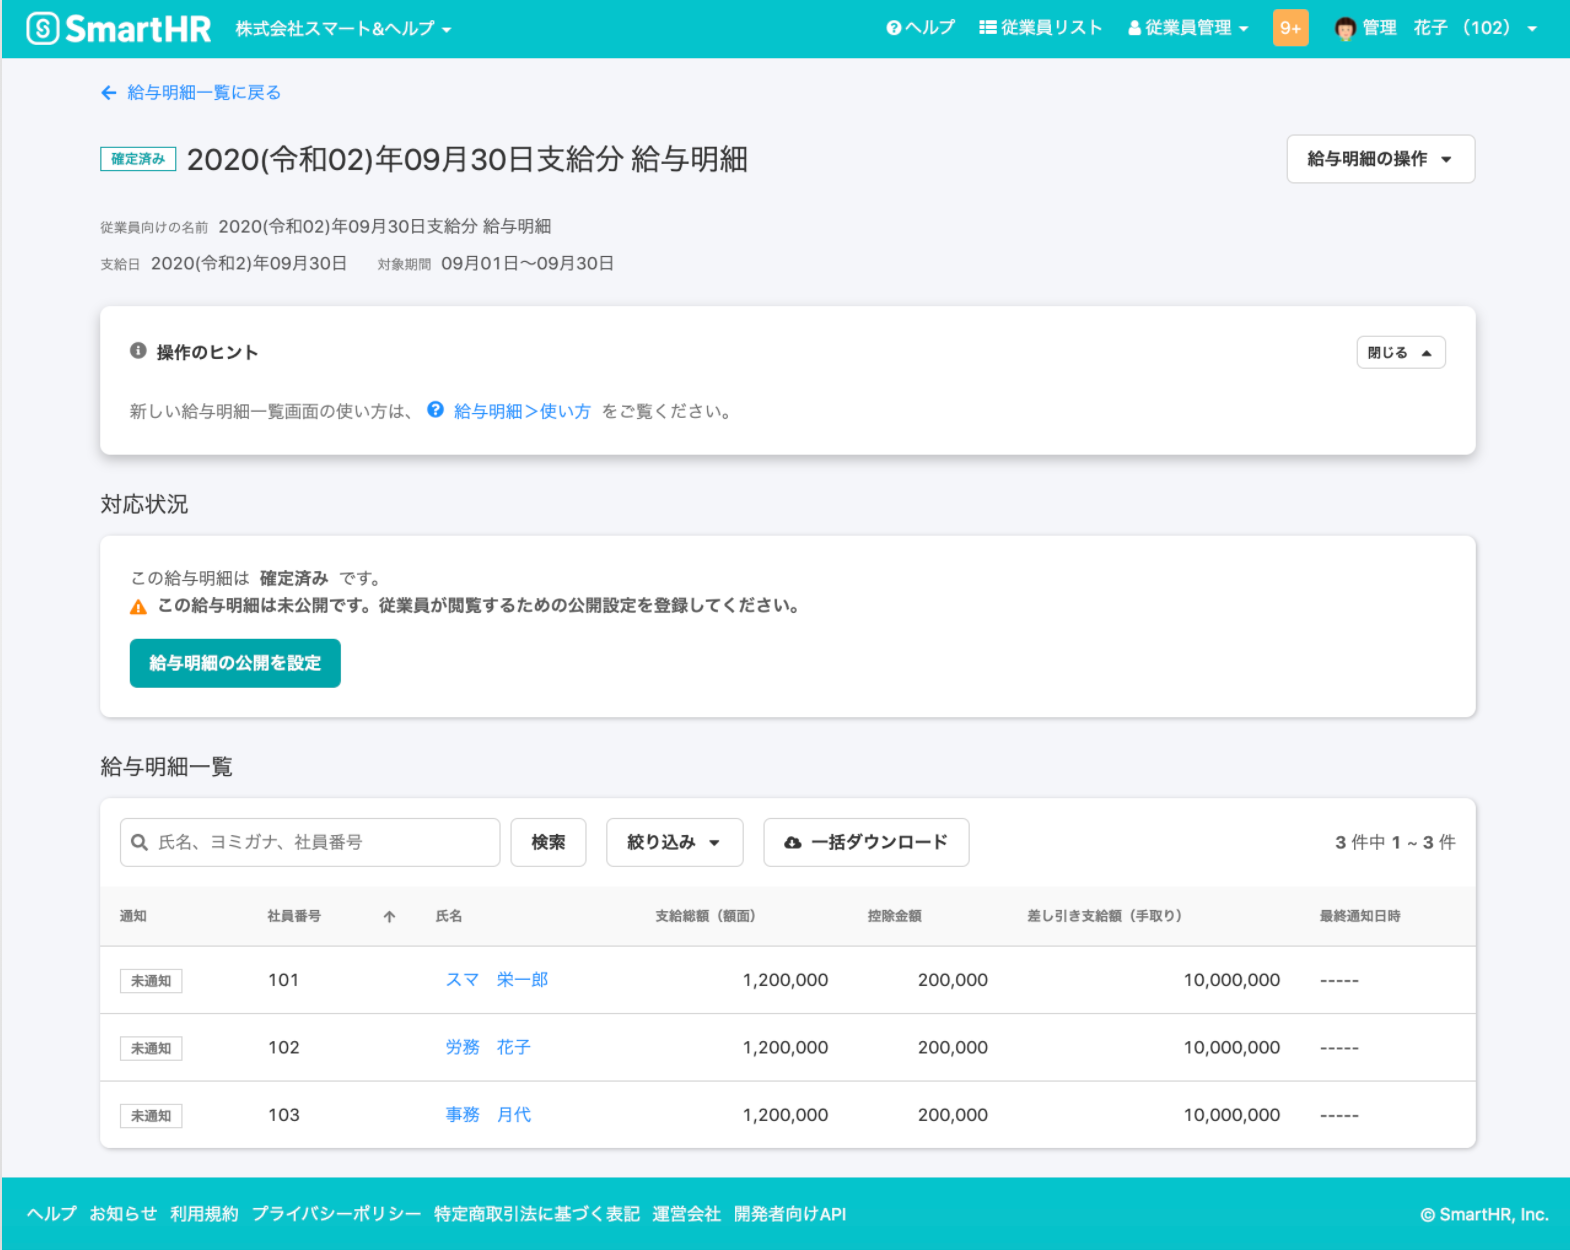 SmartHR 株式会社スマート&ヘルプ ヘルプ 従業員リスト 従業員管理 9+ 管理 花子 （102）
給与明細一覧に戻る
確定済み 2020(令和02)年09月30日支給分 給与明細 給与明細の操作
従業員向けの名前 2020(令和02)年09月30日支給分 給与明細
支給日 2020(令和2)年09月30日 対象期間 09月01日〜09月30日
操作のヒント 閉じる
新しい給与明細一覧画面の使い方は、 給与明細＞使い方 をご覧ください。
対応状況
この給与明細は 確定済み です。
この給与明細は未公開です。従業員が閲覧するための公開設定を登録してください。
給与明細の公開を設定
給与明細一覧
氏名、ヨミガナ、社員番号 検索 絞り込み 一括ダウンロード 3 件中 1 ~ 3 件
通知 社員番号 氏名 支給総額（額面） 控除金額 差し引き支給額（手取り） 最終通知日時
未通知 101 スマ 栄一郎 1,200,000 200,000 10,000,000 -----
未通知 102 労務 花子 1,200,000 200,000 10,000,000 -----
未通知 103 事務 月代 1,200,000 200,000 10,000,000 -----
ヘルプ お知らせ 利用規約 プライバシーポリシー 特定商取引法に基づく表記 運営会社 開発者向けAPI © SmartHR, Inc.